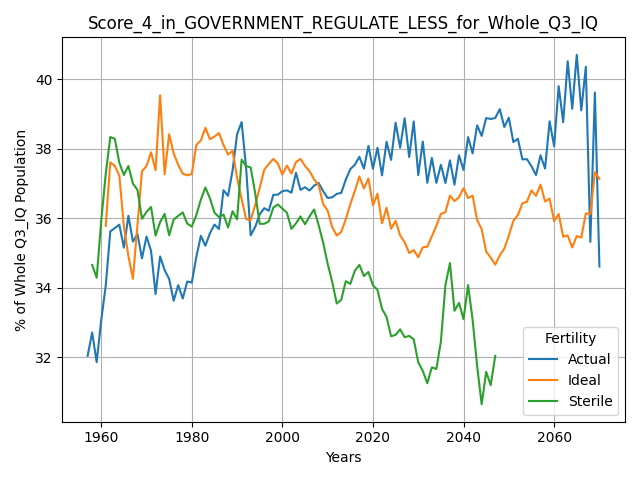 Score_4_in_GOVERNMENT_REGULATE_LESS_for_Whole_Q3_IQ
% of Whole Q3_IQ Population
40
38
36
34
32
1960
1980
2000
2020
2040
2060
Years
Fertility
Actual
Ideal
Sterile